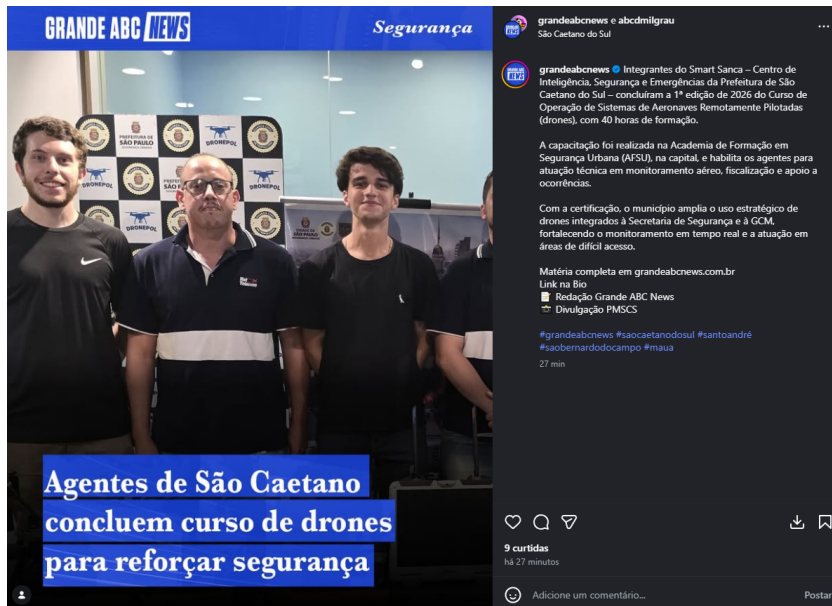 GRANDE ABC NEWS
Segurança
PREFEITURA DE
SÃO PAULO
DRONEPOL
DRONEPOL
DRONEPOL
DRONEPOL
SÃO PAULO
Agentes de São Caetano
concluem curso de drones
para reforçar segurança
grandeabcnews e abcdmilgrau
São Caetano do Sul
grandeabcnews Integrantes do Smart Sanca – Centro de
Inteligência, Segurança e Emergências da Prefeitura de São
Caetano do Sul – concluíram a 1ª edição de 2026 do Curso de
Operação de Sistemas de Aeronaves Remotamente Pilotadas
(drones), com 40 horas de formação.
A capacitação foi realizada na Academia de Formação em
Segurança Urbana (AFSU), na capital, e habilita os agentes para
atuação técnica em monitoramento aéreo, fiscalização e apoio a
ocorrências.
Com a certificação, o município amplia o uso estratégico de
drones integrados à Secretaria de Segurança e à GCM,
fortalecendo o monitoramento em tempo real e a atuação em
áreas de difícil acesso.
Matéria completa em grandeabcnews.com.br
Link na Bio
Redação Grande ABC News
Divulgação PMSCS
#grandeabcnews #saocaetanodosul #santoandré
#saobernardodocampo #maua
27 min
9 curtidas
há 27 minutos
Adicione um comentário...
Postar